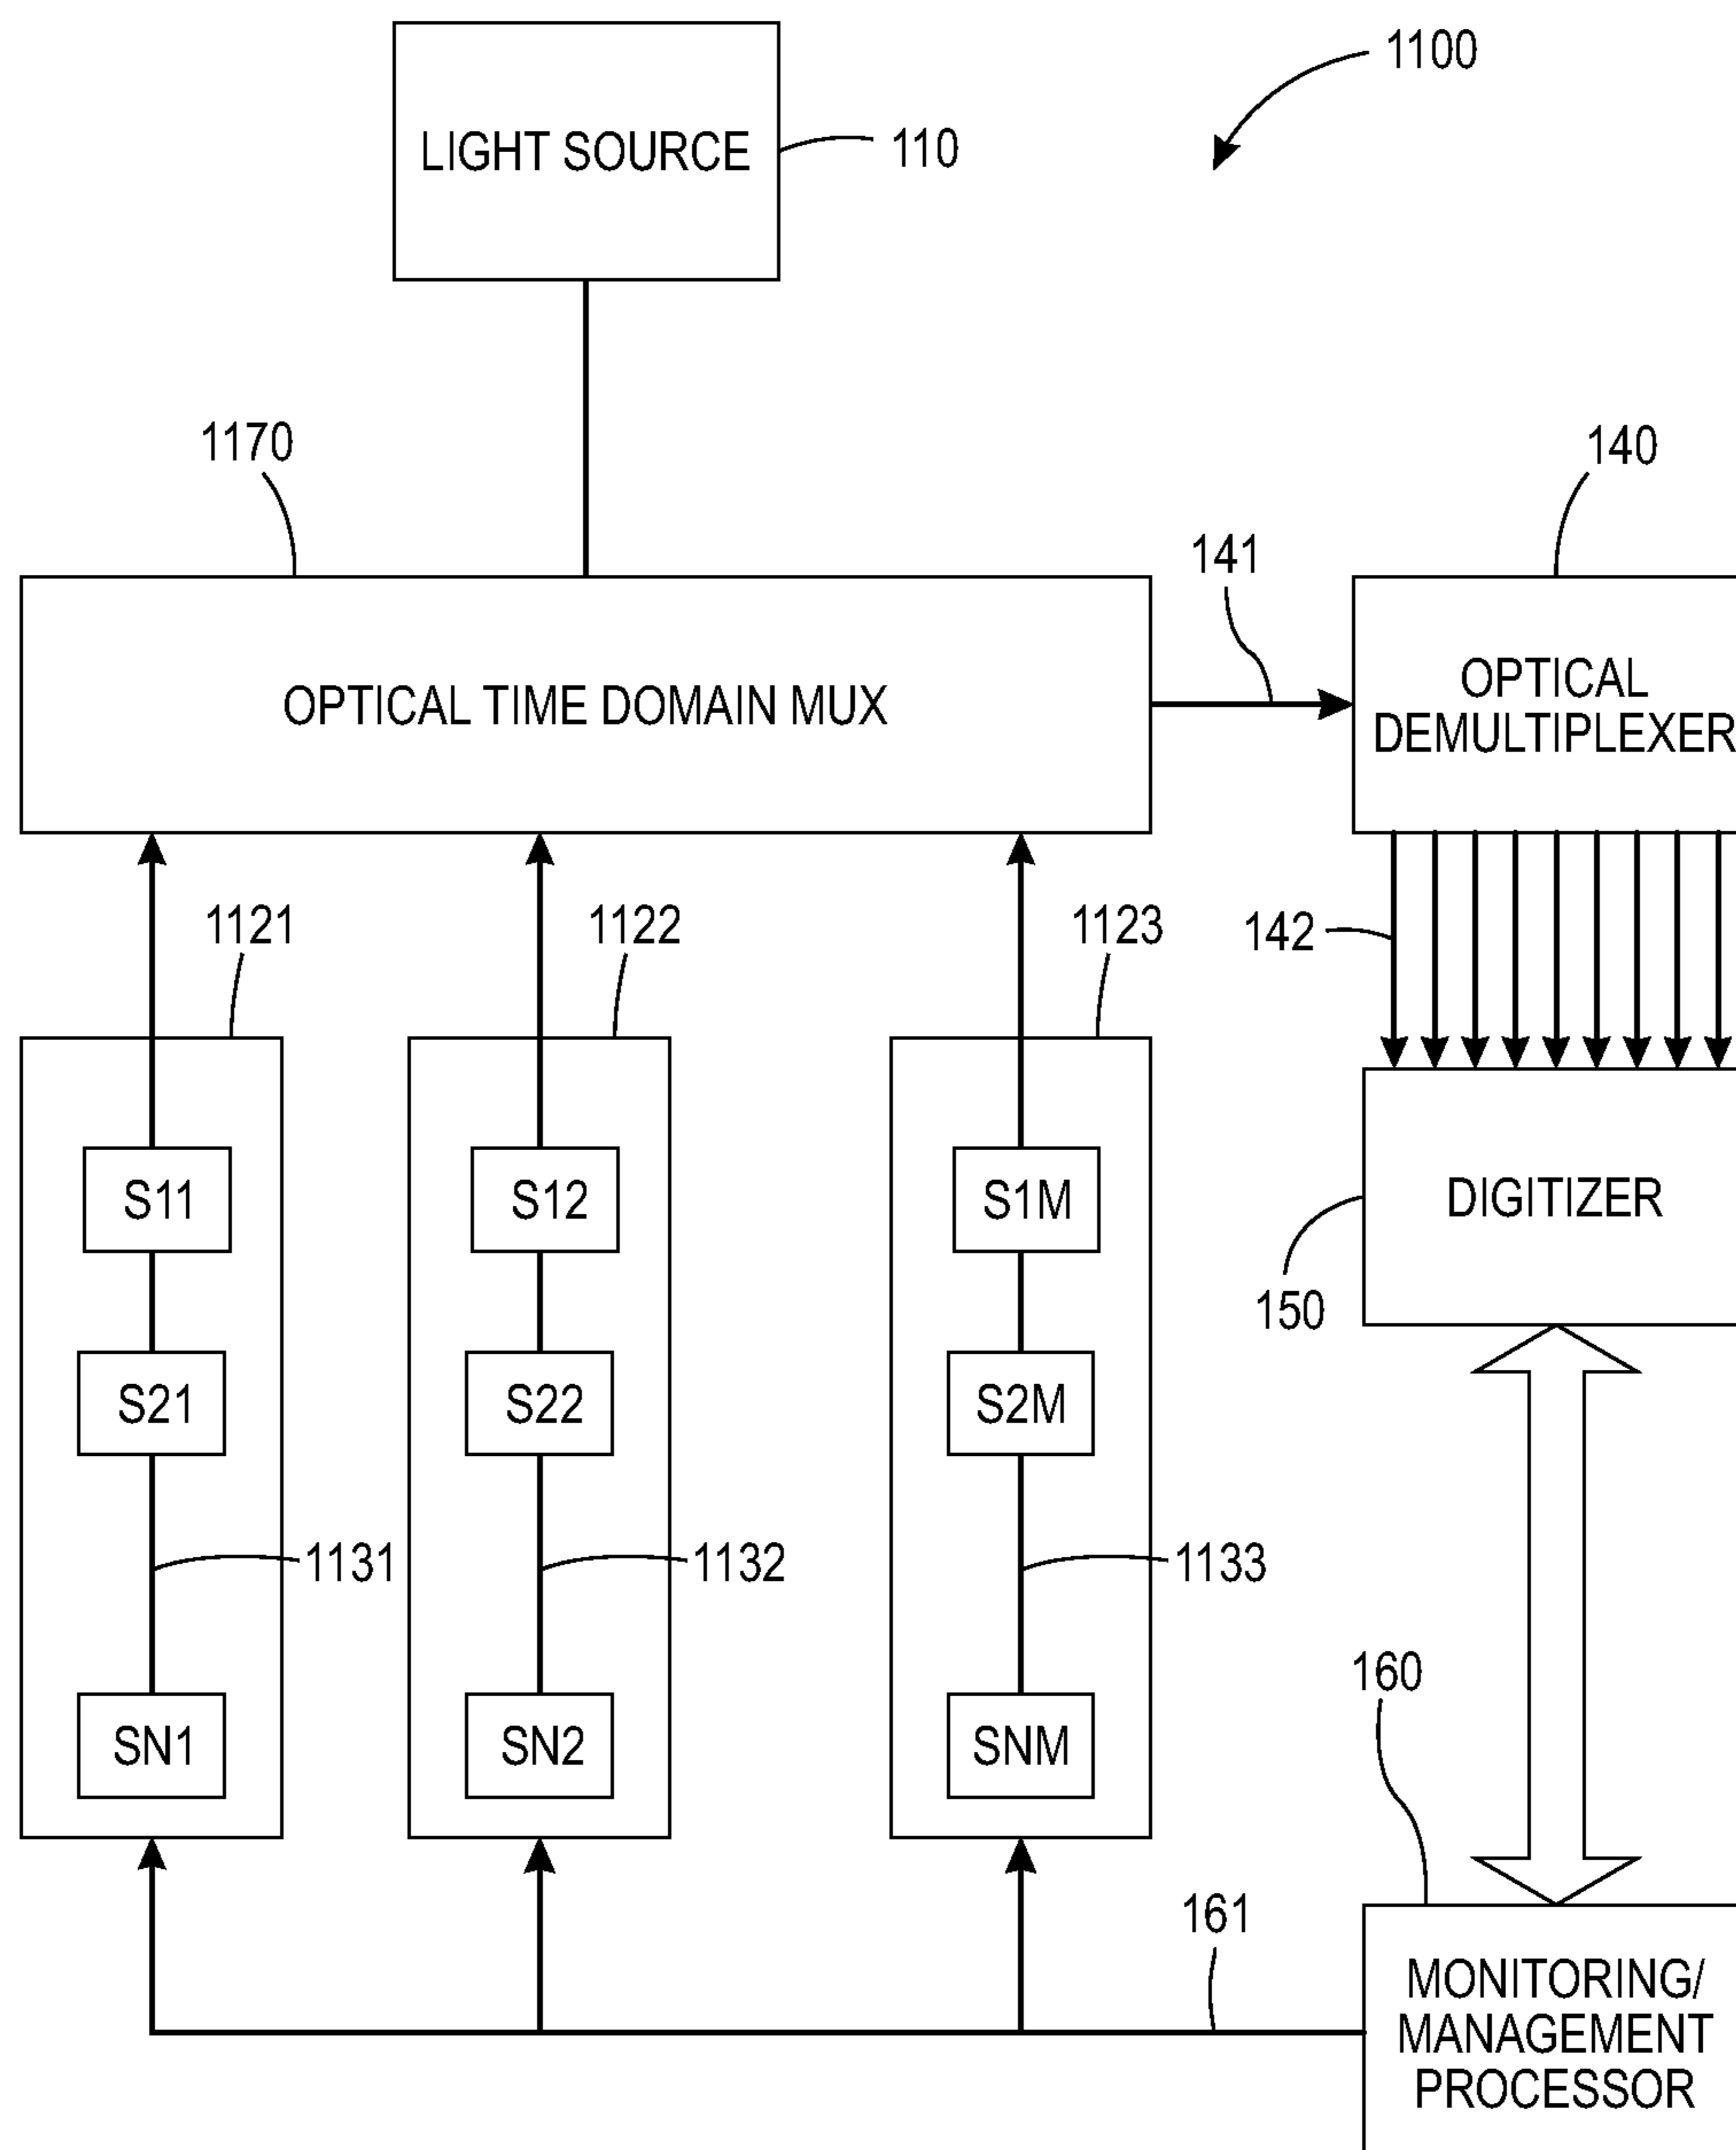 1100
LIGHT SOURCE
110
1170
140
141
OPTICAL TIME DOMAIN MUX
OPTICAL
DEMULTIPLEXER
1121
1122
1123
142
S11
S12
S1M
DIGITIZER
150
S21
S22
S2M
1131
1132
1133
160
SN1
SN2
SNM
161
MONITORING/
MANAGEMENT
PROCESSOR